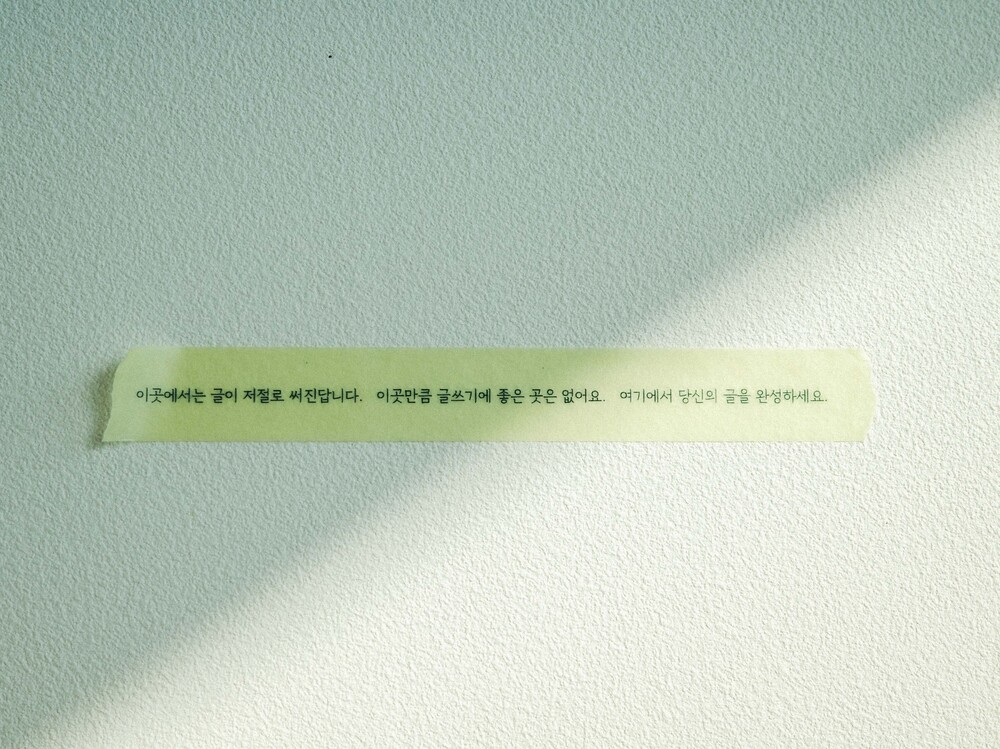 이곳에서는 글이 저절로 써진답니다. 이곳만큼 글쓰기에 좋은 곳은 없어요. 여기에서 당신의 글을 완성하세요.